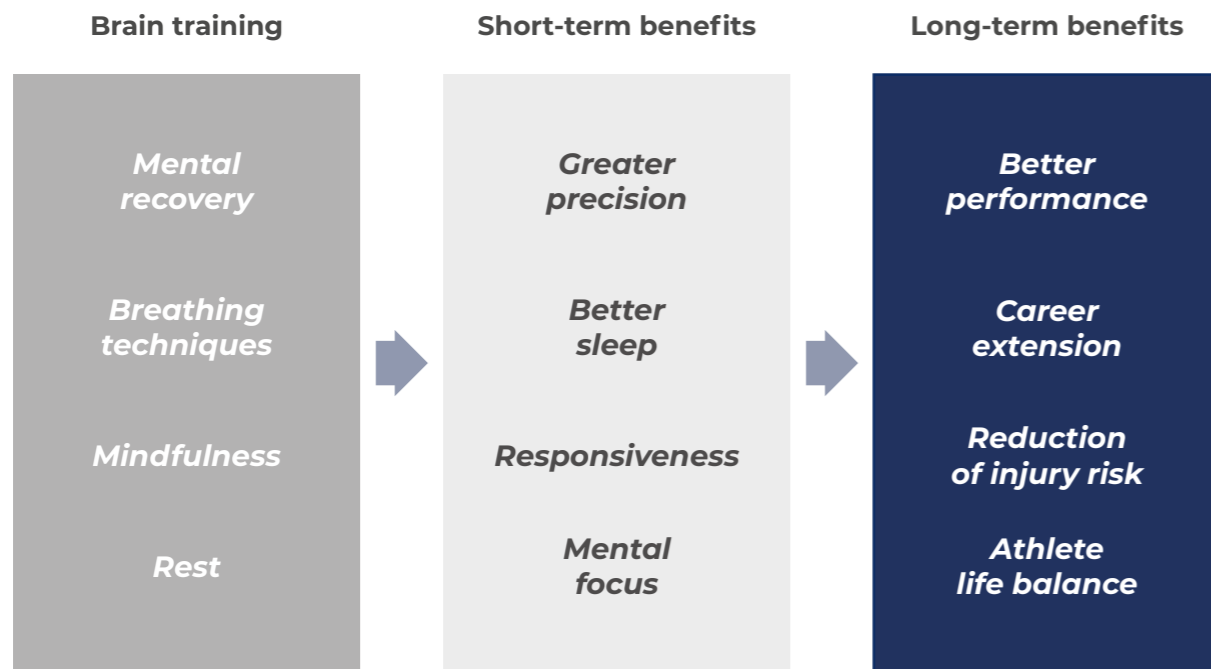 Brain training
Short-term benefits
Long-term benefits
Mental
recovery
Breathing
techniques
Mindfulness
Rest
Greater
precision
Better
sleep
Responsiveness
Mental
focus
Better
performance
Career
extension
Reduction
of injury risk
Athlete
life balance